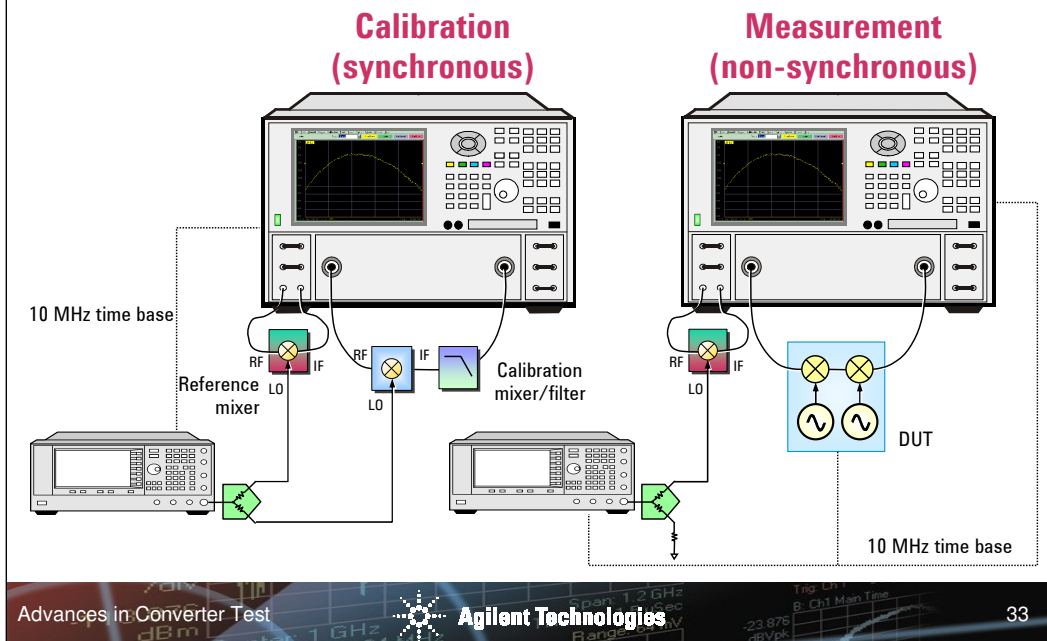 Calibration
(synchronous)
Measurement
(non-synchronous)
10 MHz time base
RF
IF
LO
Reference
mixer
RF
IF
LO
Calibration
mixer/filter
RF
IF
LO
DUT
10 MHz time base
Advances in Converter Test
Agilent Technologies
33